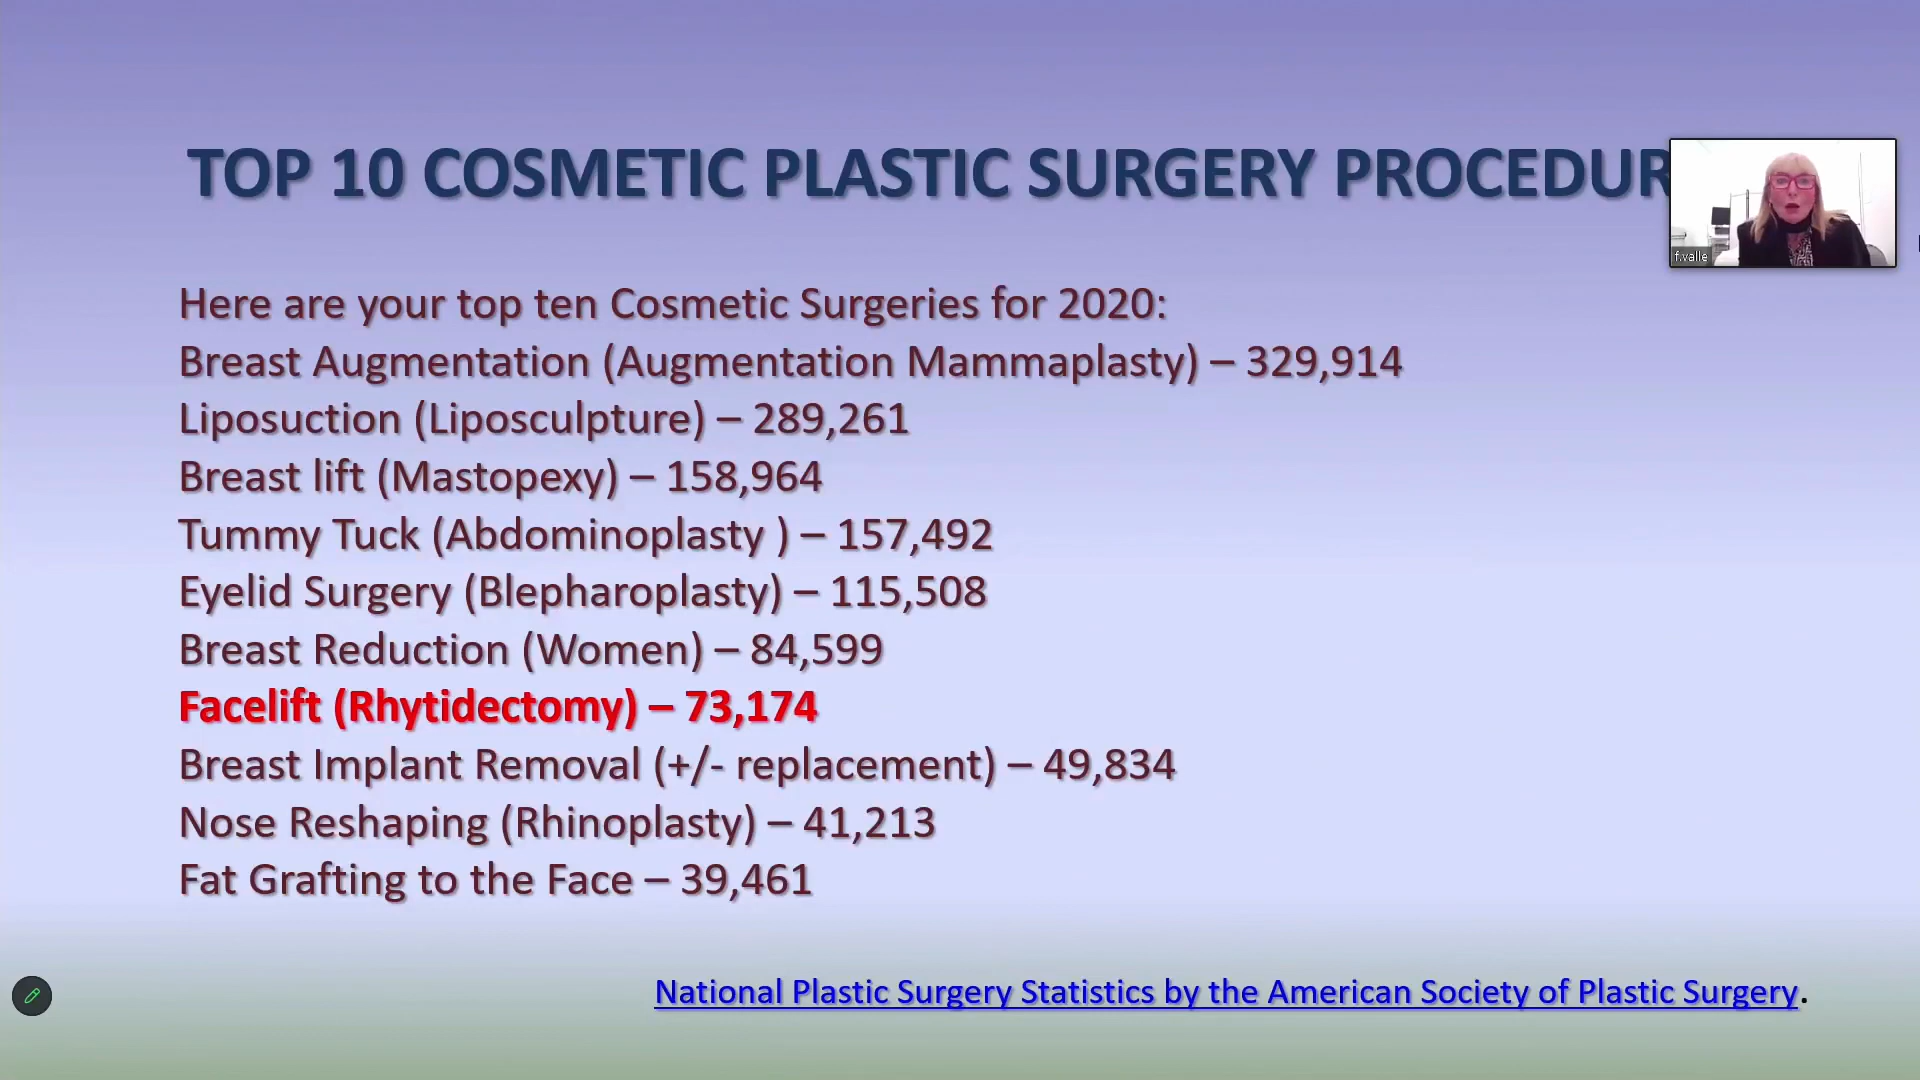 TOP 10 COSMETIC PLASTIC SURGERY PROCEDUR
f.valle
Here are your top ten Cosmetic Surgeries for 2020:
Breast Augmentation (Augmentation Mammaplasty) – 329,914
Liposuction (Liposculpture) – 289,261
Breast lift (Mastopexy) – 158,964
Tummy Tuck (Abdominoplasty ) – 157,492
Eyelid Surgery (Blepharoplasty) – 115,508
Breast Reduction (Women) – 84,599
Facelift (Rhytidectomy) – 73,174
Breast Implant Removal (+/- replacement) – 49,834
Nose Reshaping (Rhinoplasty) – 41,213
Fat Grafting to the Face – 39,461
National Plastic Surgery Statistics by the American Society of Plastic Surgery.